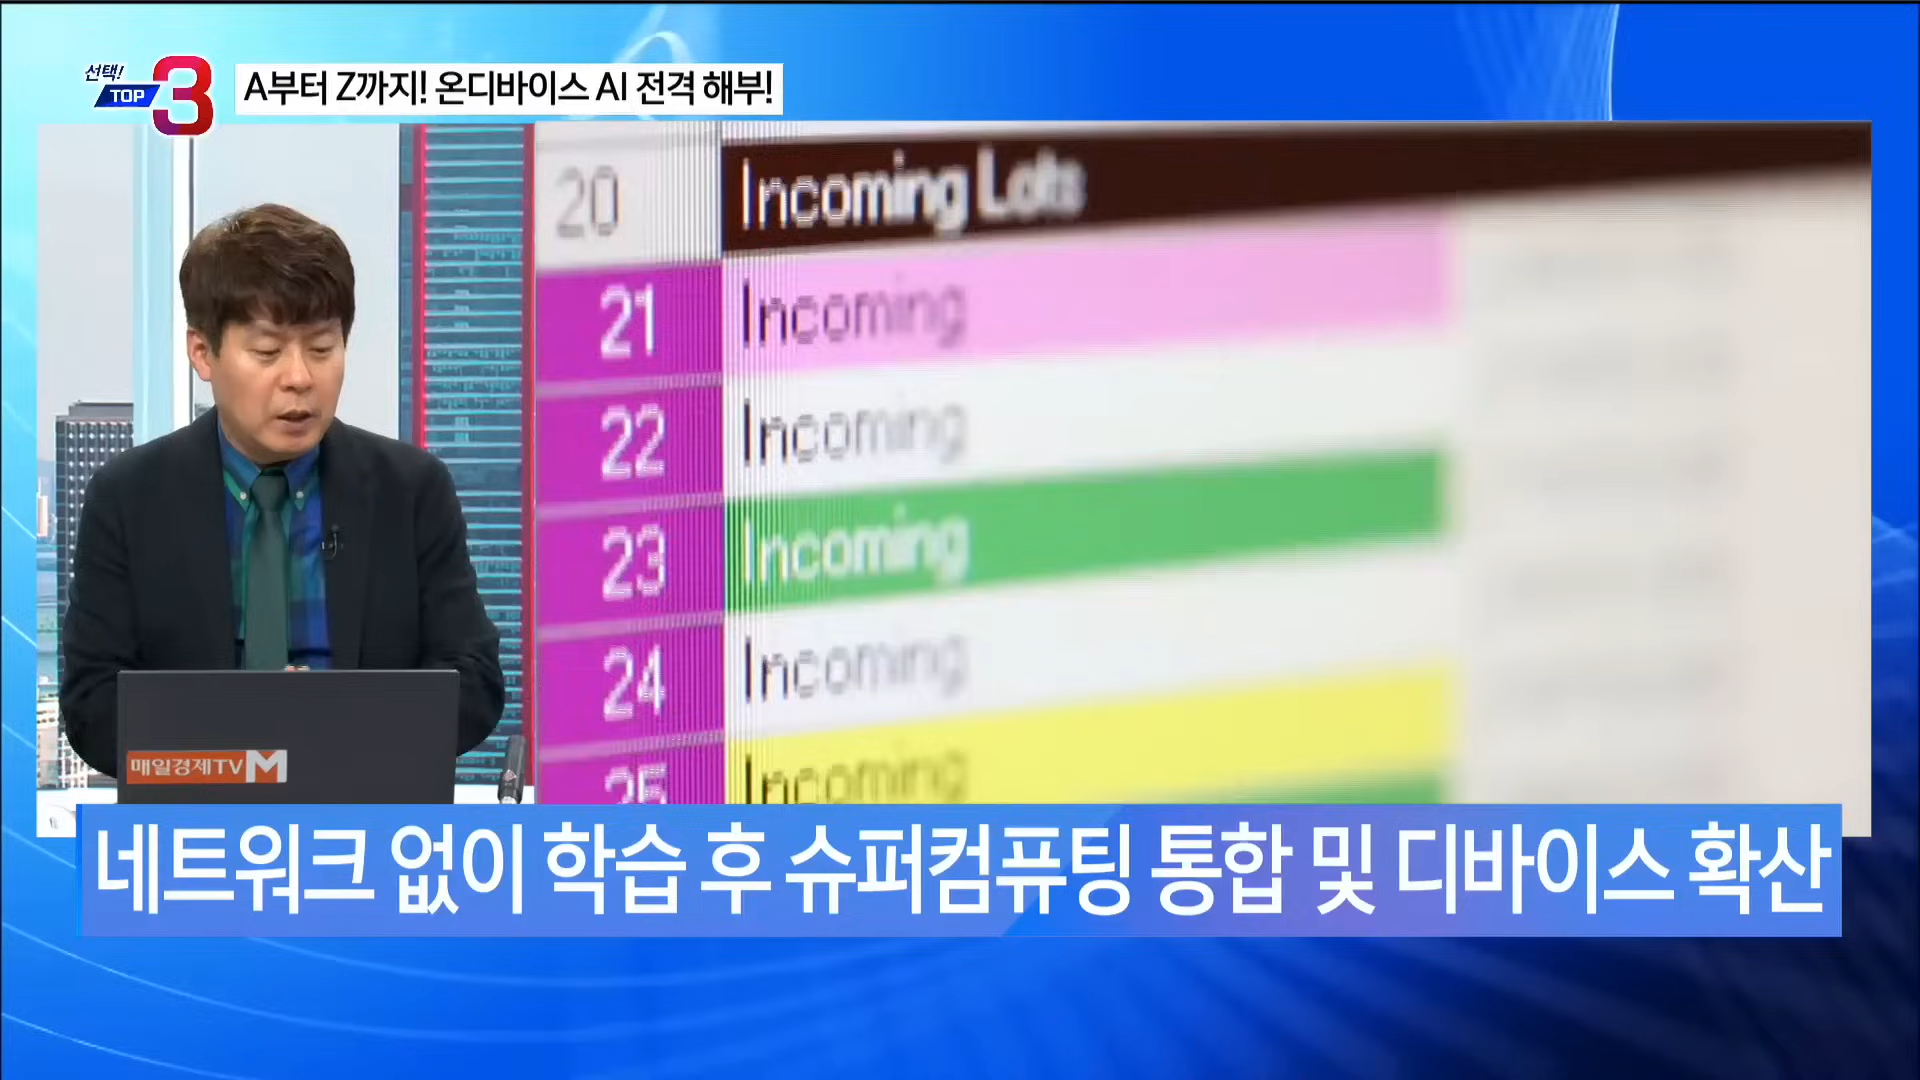 선택!
TOP 3
A부터 Z까지! 온디바이스 AI 전격 해부!
20 Incoming Lots
21 Incoming
22 Incoming
23 Incoming
24 Incoming
25 Incoming
매일경제TV M
네트워크 없이 학습 후 슈퍼컴퓨팅 통합 및 디바이스 확산